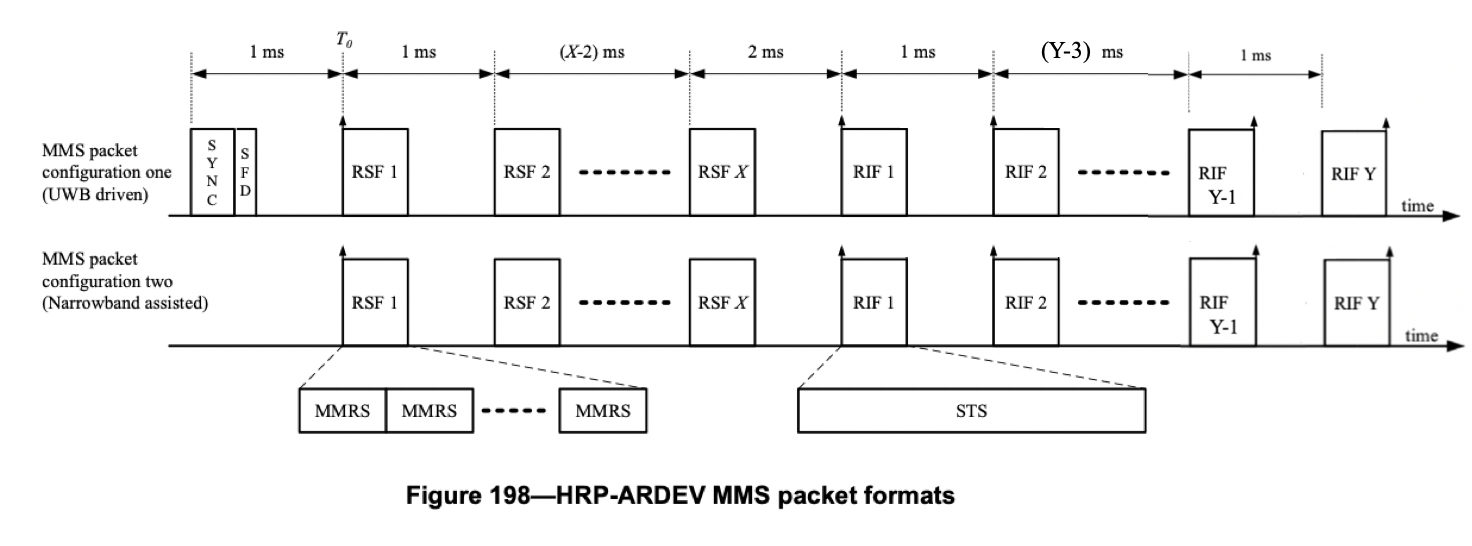 T0
1 ms
1 ms
(X-2) ms
2 ms
1 ms
(Y-3) ms
1 ms
MMS packet
configuration one
(UWB driven)
SYNC
SFD
RSF 1
RSF 2
RSF X
RIF 1
RIF 2
RIF
Y-1
RIF Y
time
MMS packet
configuration two
(Narrowband assisted)
RSF 1
RSF 2
RSF X
RIF 1
RIF 2
RIF
Y-1
RIF Y
time
MMRS
MMRS
MMRS
STS
Figure 198—HRP-ARDEV MMS packet formats